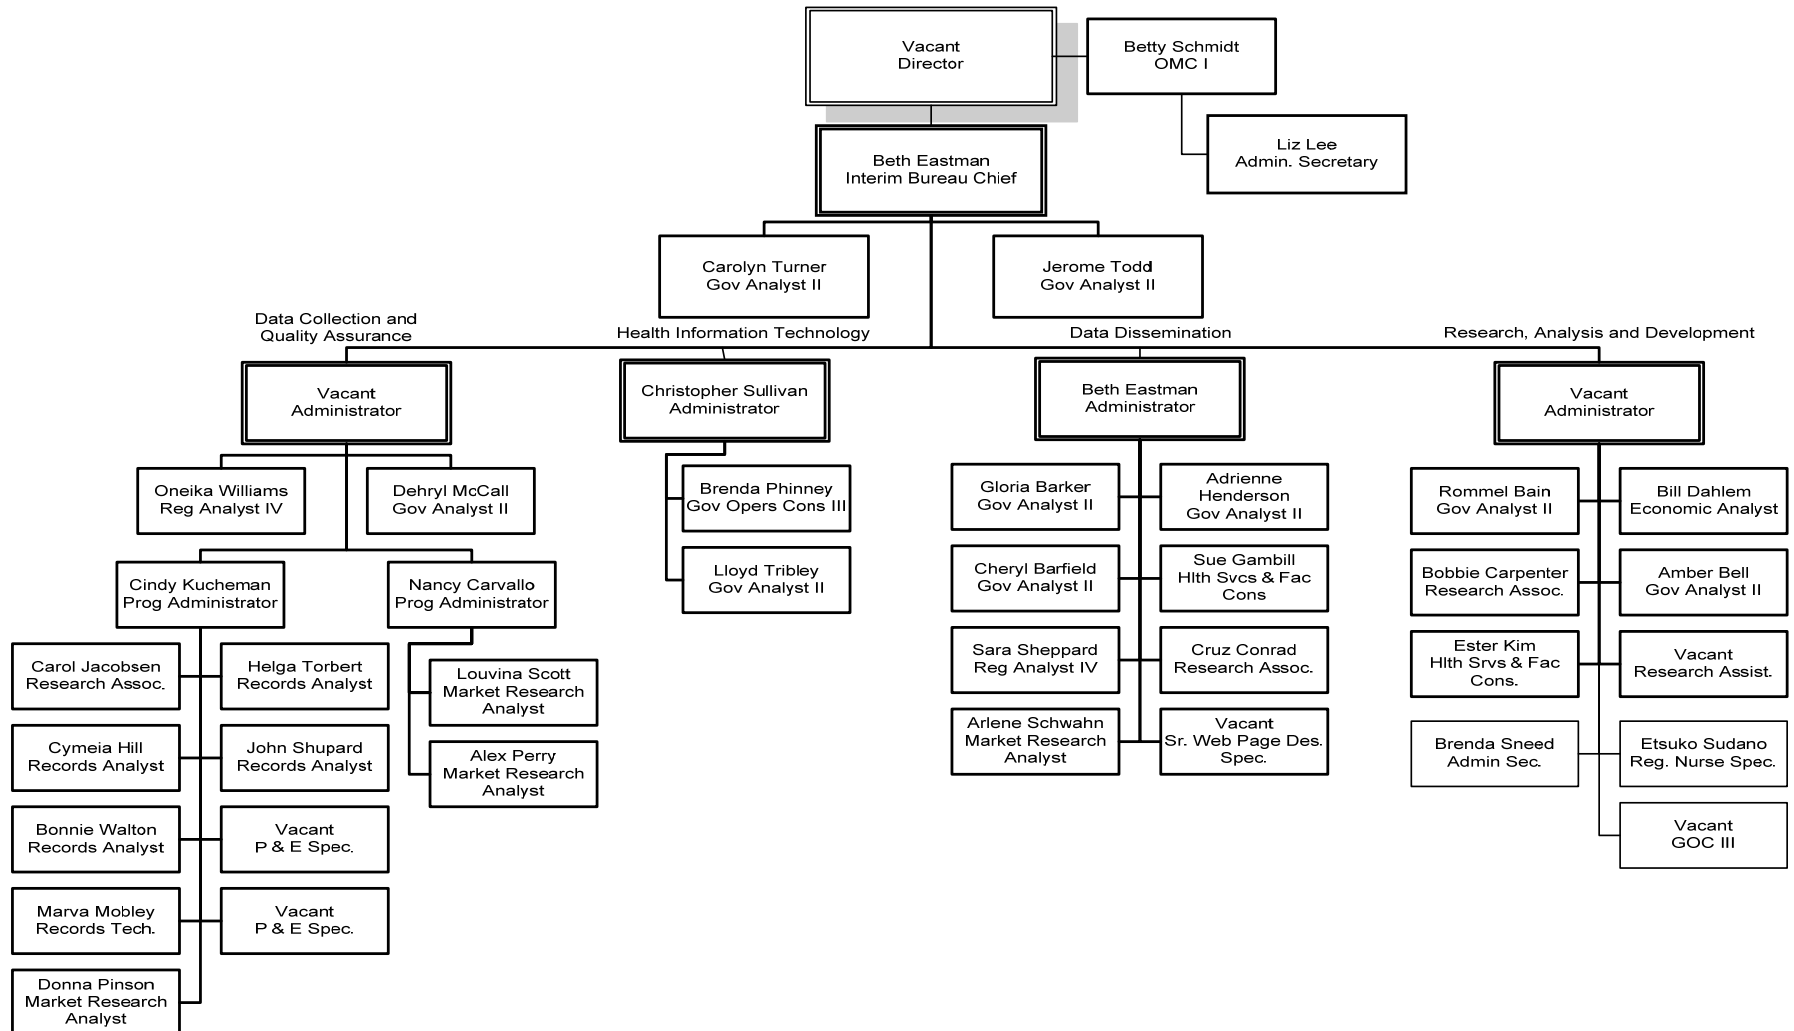 Vacant
Director
Betty Schmidt
OMC I
Liz Lee
Admin. Secretary
Beth Eastman
Interim Bureau Chief
Carolyn Turner
Gov Analyst II
Jerome Todd
Gov Analyst II
Data Collection and
Quality Assurance
Health Information Technology
Data Dissemination
Research, Analysis and Development
Vacant
Administrator
Christopher Sullivan
Administrator
Beth Eastman
Administrator
Vacant
Administrator
Oneika Williams
Reg Analyst IV
Dehryl McCall
Gov Analyst II
Cindy Kucheman
Prog Administrator
Nancy Carvallo
Prog Administrator
Carol Jacobsen
Research Assoc.
Helga Torbert
Records Analyst
Cymeia Hill
Records Analyst
John Shupard
Records Analyst
Bonnie Walton
Records Analyst
Vacant
P & E Spec.
Marva Mobley
Records Tech.
Vacant
P & E Spec.
Donna Pinson
Market Research
Analyst
Louvina Scott
Market Research
Analyst
Alex Perry
Market Research
Analyst
Brenda Phinney
Gov Opers Cons III
Lloyd Tribley
Gov Analyst II
Gloria Barker
Gov Analyst II
Adrienne
Henderson
Gov Analyst II
Cheryl Barfield
Gov Analyst II
Sue Gambill
Hlth Svcs & Fac
Cons
Sara Sheppard
Reg Analyst IV
Cruz Conrad
Research Assoc.
Arlene Schwahn
Market Research
Analyst
Vacant
Sr. Web Page Des.
Spec.
Rommel Bain
Gov Analyst II
Bill Dahlem
Economic Analyst
Bobbie Carpenter
Research Assoc.
Amber Bell
Gov Analyst II
Ester Kim
Hlth Srvs & Fac
Cons.
Vacant
Research Assist.
Brenda Sneed
Admin Sec.
Etsuko Sudano
Reg. Nurse Spec.
Vacant
GOC III